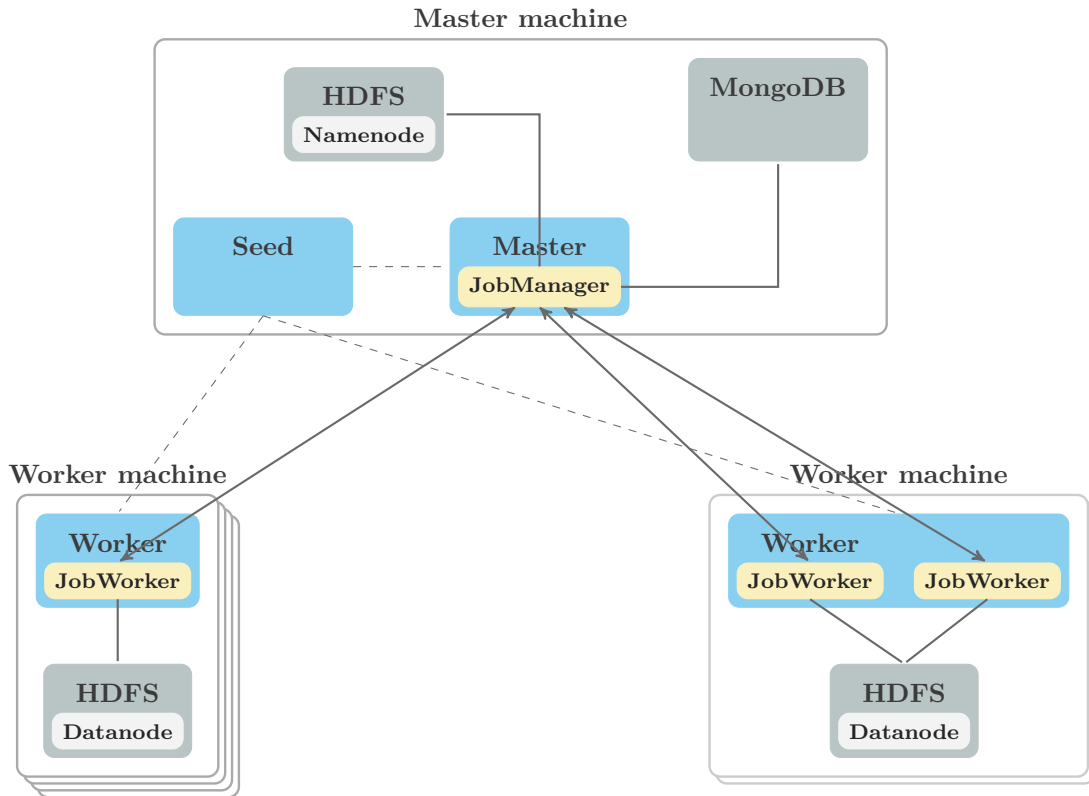 Master machine
HDFS
Namenode
MongoDB
Seed
Master
JobManager
Worker machine
Worker
JobWorker
HDFS
Datanode
Worker machine
Worker
JobWorker
JobWorker
HDFS
Datanode